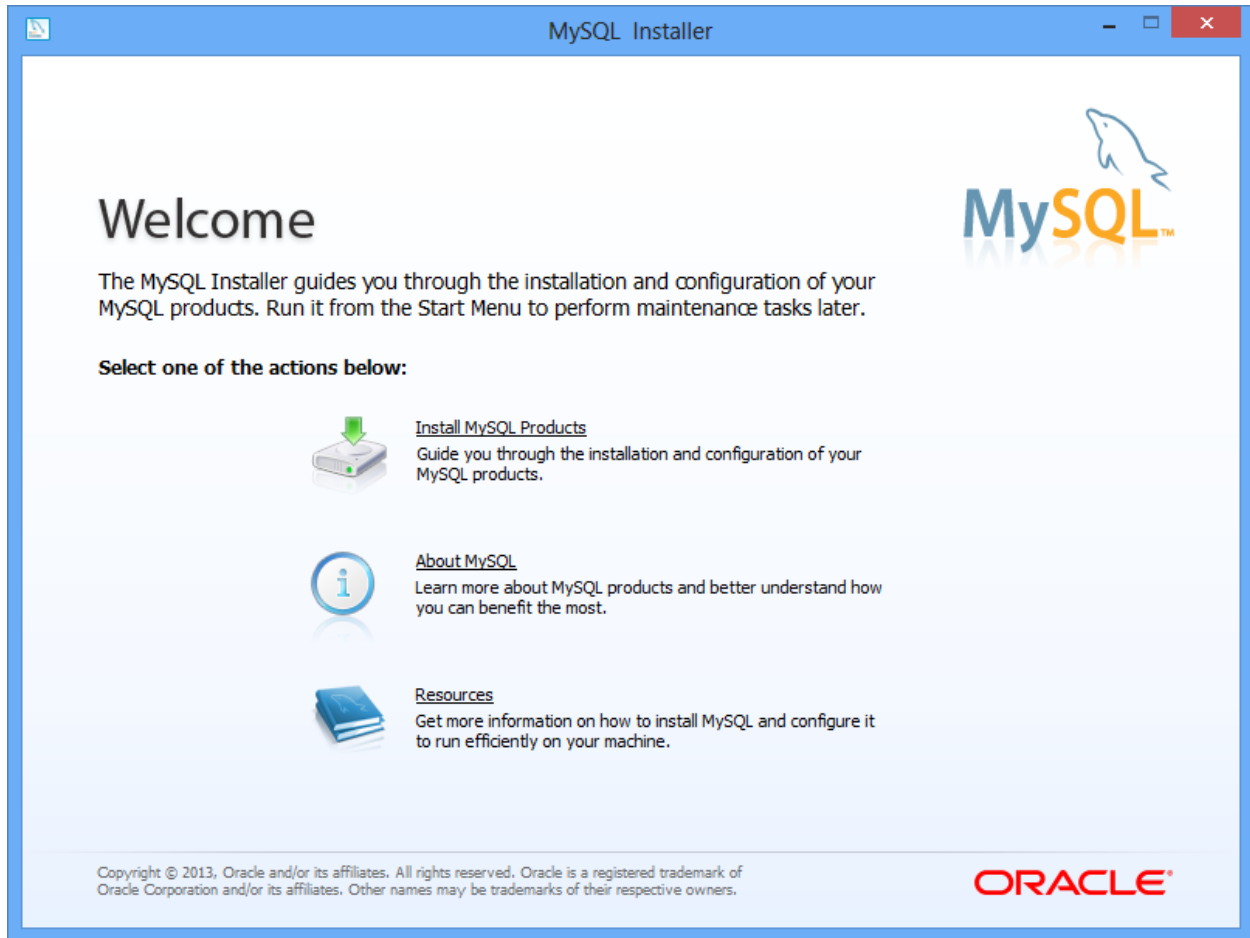 MySQL Installer
MySQL™
Welcome
The MySQL Installer guides you through the installation and configuration of your
MySQL products. Run it from the Start Menu to perform maintenance tasks later.
Select one of the actions below:
Install MySQL Products
Guide you through the installation and configuration of your
MySQL products.
About MySQL
Learn more about MySQL products and better understand how
you can benefit the most.
Resources
Get more information on how to install MySQL and configure it
to run efficiently on your machine.
Copyright © 2013, Oracle and/or its affiliates. All rights reserved. Oracle is a registered trademark of
Oracle Corporation and/or its affiliates. Other names may be trademarks of their respective owners.
ORACLE®